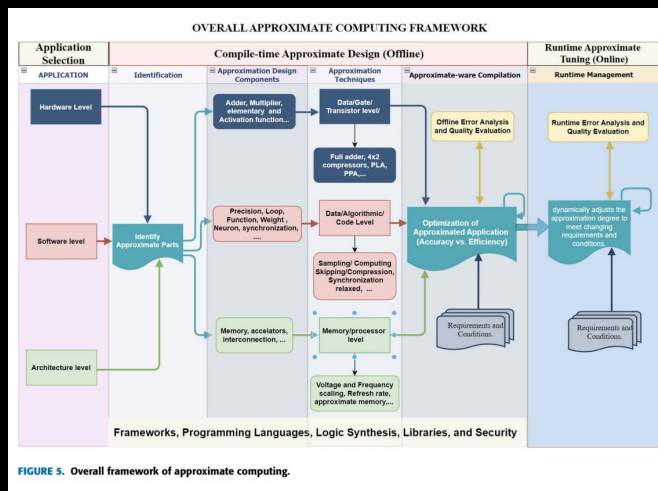 OVERALL APPROXIMATE COMPUTING FRAMEWORK
Application
Selection
Compile-time Approximate Design (Offline)
Runtime Approximate
Tuning (Online)
APPLICATION
Identification
Approximation Design
Components
Approximation
Techniques
Approximate-ware Compilation
Runtime Management
Hardware Level
Adder, Multiplier,
elementary and
Activation function...
Data/Gate/
Transistor level/
Offline Error Analysis
and Quality Evaluation
Runtime Error Analysis and
Quality Evaluation
Full adder, 4x2
compressors, PLA,
PPA,...
Software level
Identify
Approximate Parts
Precision, Loop,
Function, Weight ,
Neuron, synchronization,
....
Data/Algorithmic/
Code Level
Optimization of
Approximated Application
(Accuracy vs. Efficiency)
dynamically adjusts the
approximation degree to
meet changing
requirements and
conditions.
Sampling/ Computing
Skipping/Compression,
Synchronization
relaxed, ...
Architecture level
Memory, accelators,
interconnection, ...
Memory/processor
level
Requirements and
Conditions.
Requirements and
Conditions.
Voltage and Frequency
scaling, Refresh rate,
approximate memory,...
Frameworks, Programming Languages, Logic Synthesis, Libraries, and Security
FIGURE 5. Overall framework of approximate computing.